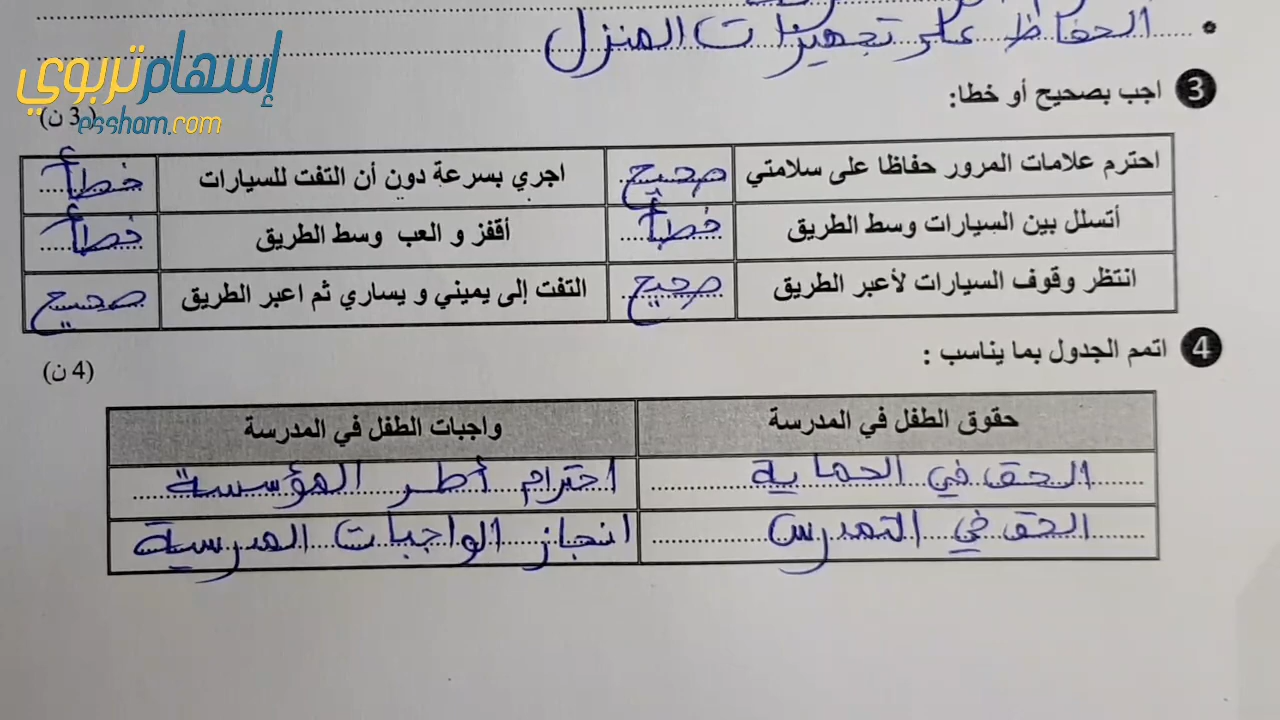 الحفاظ على تجهيزات المنزل
إسهام تربوي
essham.com
3 اجب بصحيح أو خطا:
(3 ن)
احترم علامات المرور حفاظا على سلامتي صحيح اجري بسرعة دون أن التفت للسيارات خطأ
أتسلل بين السيارات وسط الطريق خطأ أقفز و العب وسط الطريق خطأ
انتظر وقوف السيارات لأعبر الطريق صحيح التفت إلى يميني و يساري ثم اعبر الطريق صحيح
4 اتمم الجدول بما يناسب :
(4 ن)
حقوق الطفل في المدرسة واجبات الطفل في المدرسة
الحق في الحماية احترام أطر المؤسسة
الحق في التمدرس انجاز الواجبات المدرسية